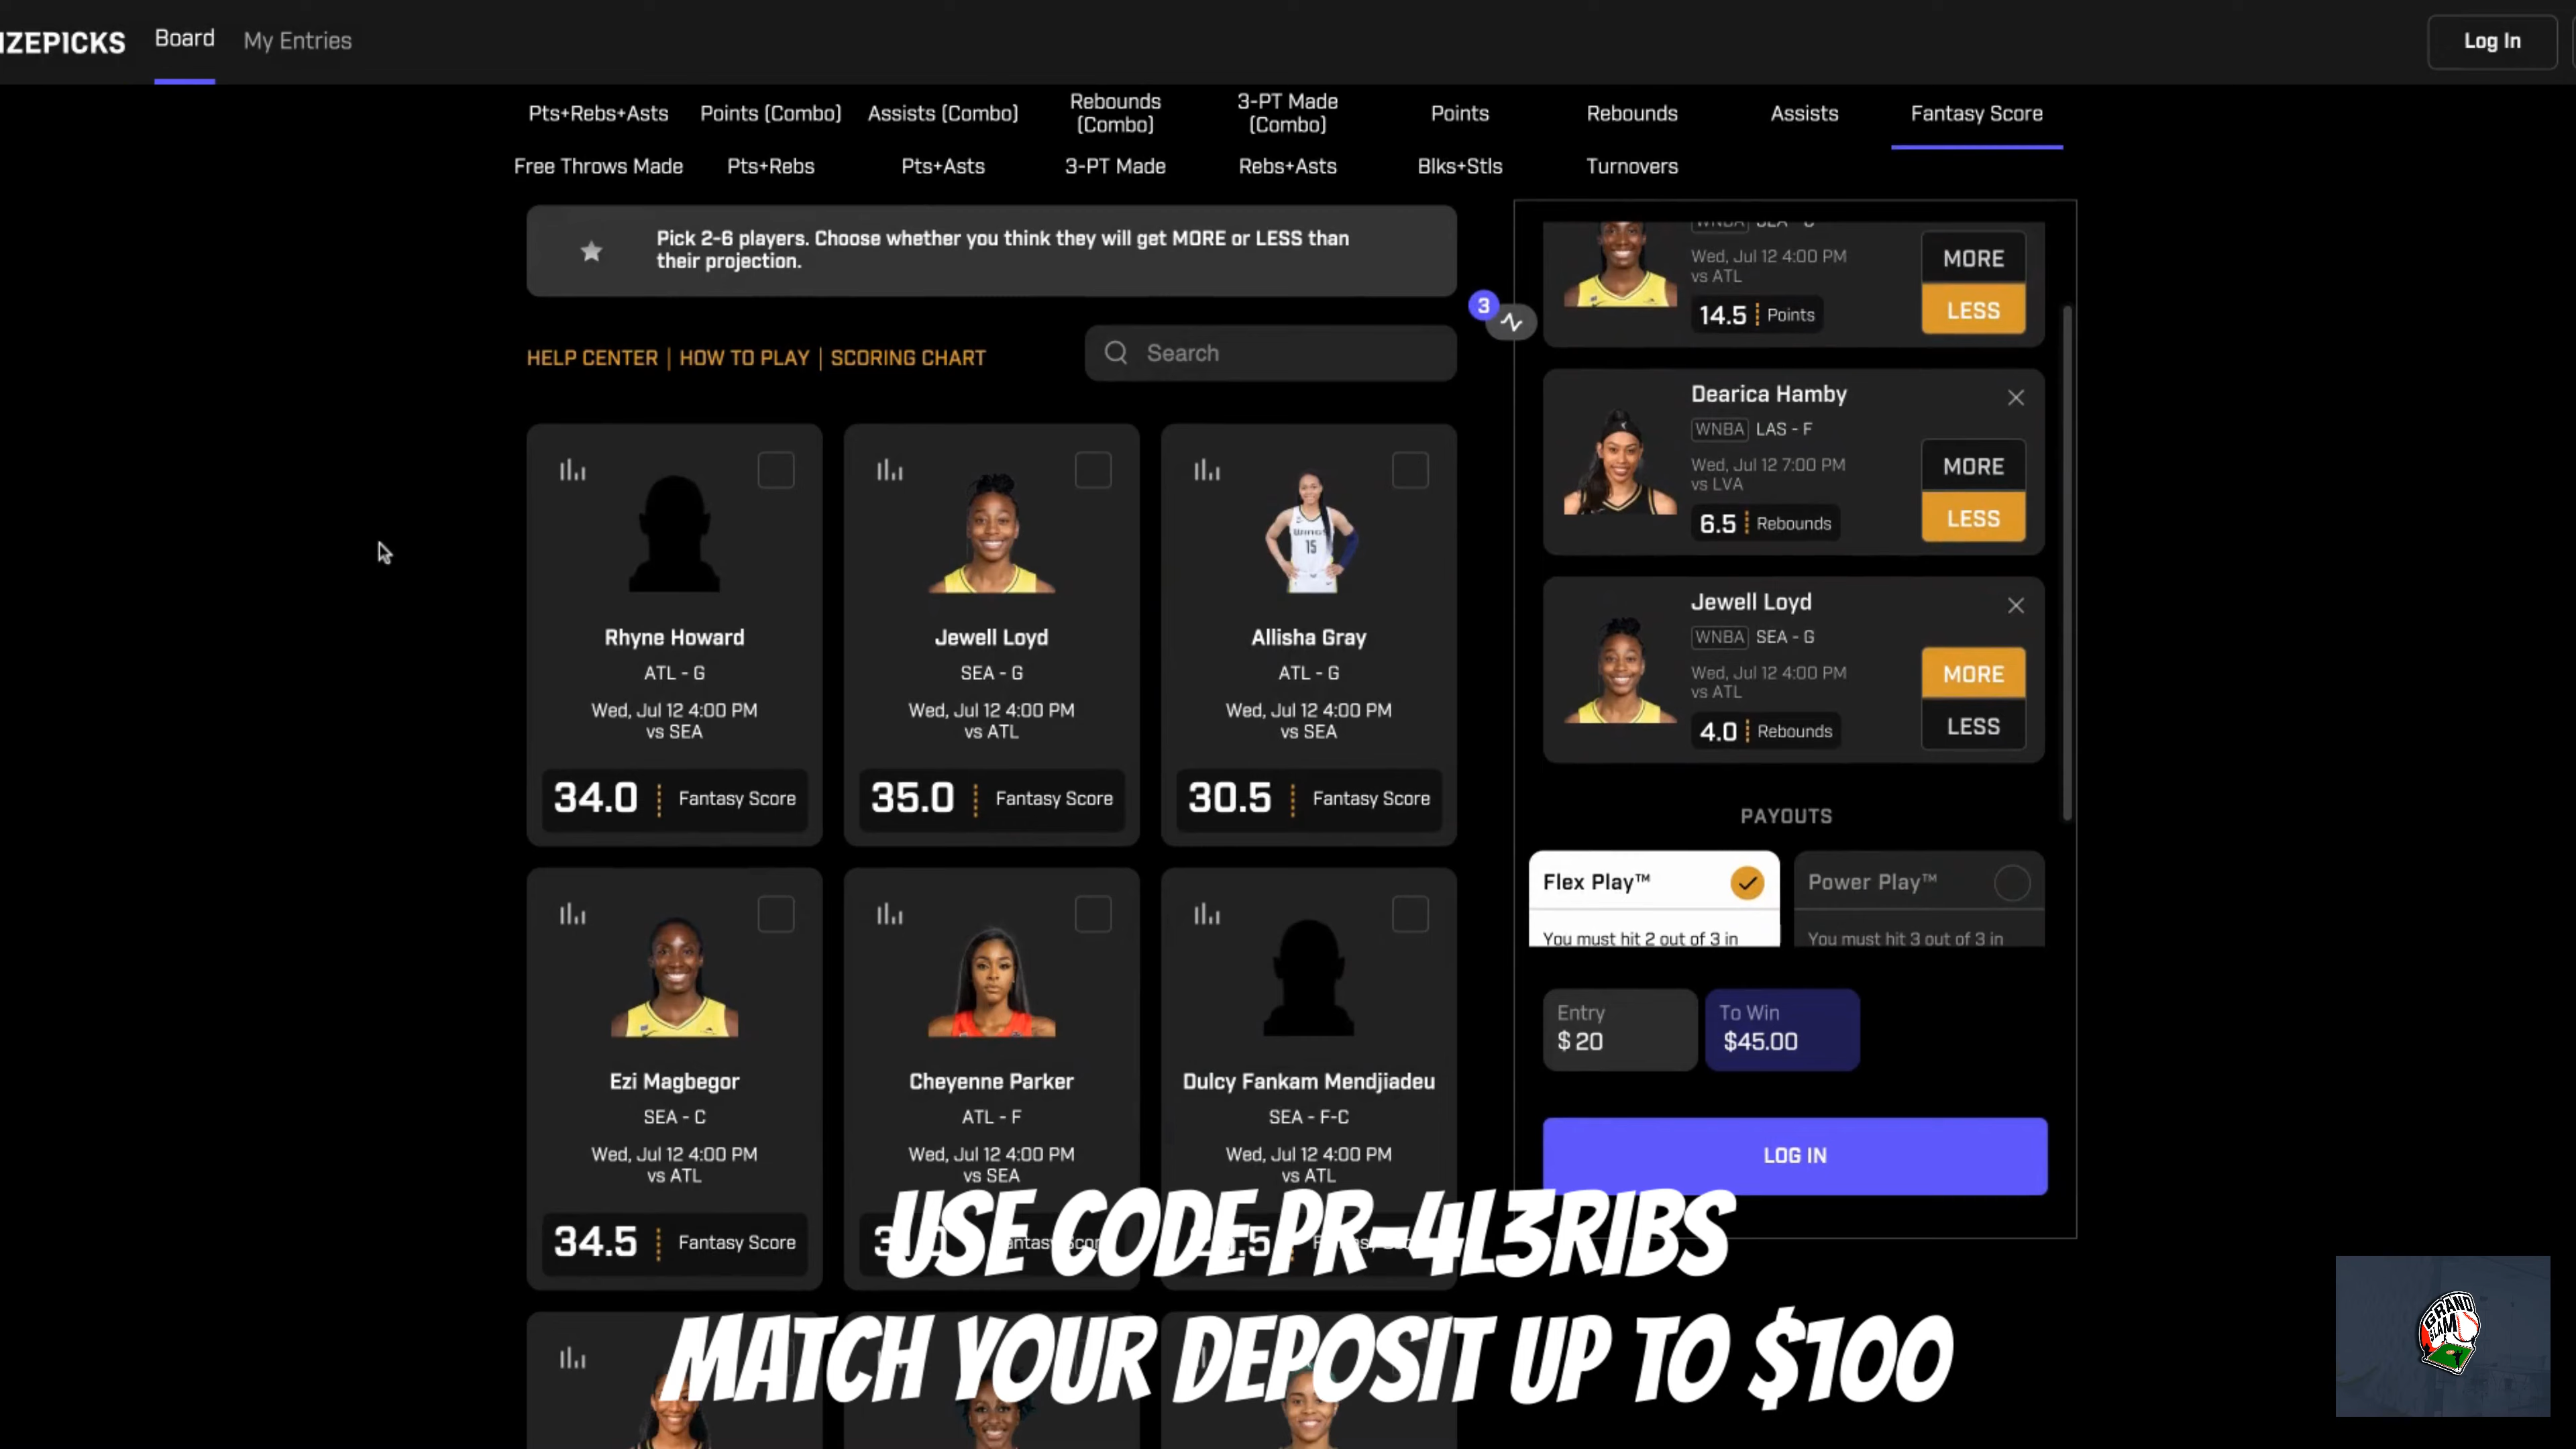 IZEPICKS
Board
My Entries
Log In
Pts+Rebs+Asts
Points (Combo)
Assists (Combo)
Rebounds
(Combo)
3-PT Made
(Combo)
Points
Rebounds
Assists
Fantasy Score
Free Throws Made
Pts+Rebs
Pts+Asts
3-PT Made
Rebs+Asts
Blks+Stls
Turnovers
Pick 2-6 players. Choose whether you think they will get MORE or LESS than
their projection.
HELP CENTER | HOW TO PLAY | SCORING CHART
Search
Rhyne Howard
ATL - G
Wed, Jul 12 4:00 PM
vs SEA
34.0 Fantasy Score
Jewell Loyd
SEA - G
Wed, Jul 12 4:00 PM
vs ATL
35.0 Fantasy Score
WINGS
15
Allisha Gray
ATL - G
Wed, Jul 12 4:00 PM
vs SEA
30.5 Fantasy Score
Ezi Magbegor
SEA - C
Wed, Jul 12 4:00 PM
vs ATL
34.5 Fantasy Score
Cheyenne Parker
ATL - F
Wed, Jul 12 4:00 PM
vs SEA
Dulcy Fankam Mendjiadeu
SEA - F-C
Wed, Jul 12 4:00 PM
vs ATL
3
WNBA SEA - C
Wed, Jul 12 4:00 PM
vs ATL
14.5 Points
MORE
LESS
Dearica Hamby
WNBA LAS - F
Wed, Jul 12 7:00 PM
vs LVA
6.5 Rebounds
MORE
LESS
Jewell Loyd
WNBA SEA - G
Wed, Jul 12 4:00 PM
vs ATL
4.0 Rebounds
MORE
LESS
PAYOUTS
Flex Play™
You must hit 2 out of 3 in
Power Play™
You must hit 3 out of 3 in
Entry
$ 20
To Win
$45.00
LOG IN
USE CODE PR-4L3RIBS
MATCH YOUR DEPOSIT UP TO $100
GRAND
SLAM